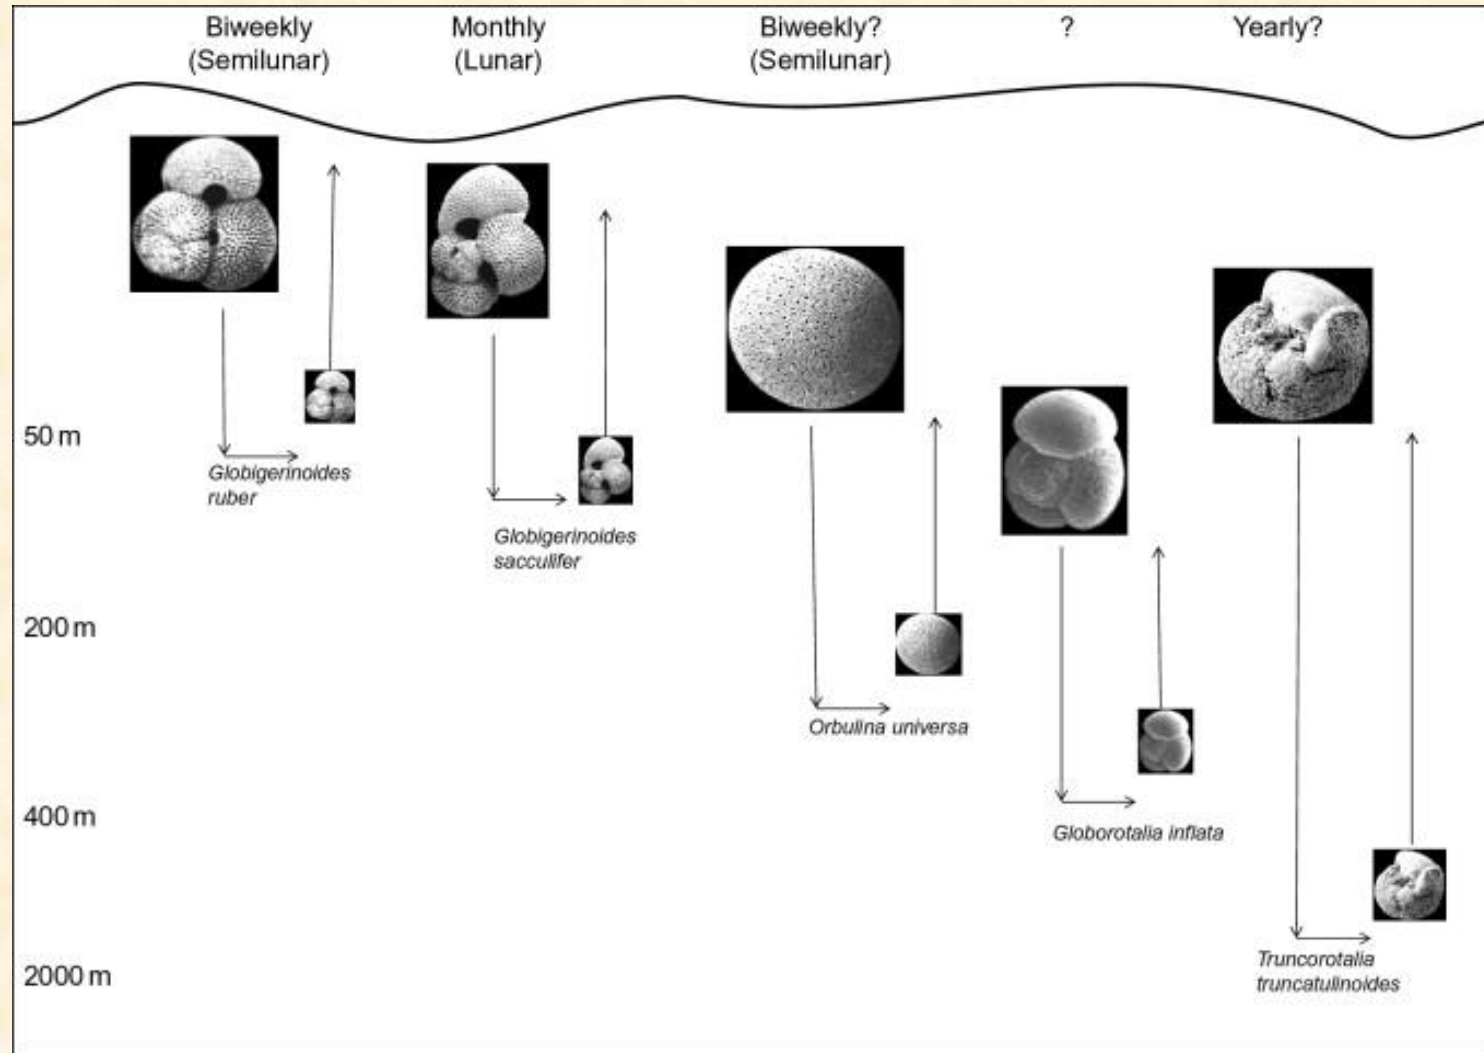 Biweekly
(Semilunar)
Monthly
(Lunar)
Biweekly?
(Semilunar)
?
Yearly?
50 m
Globigerinoides
ruber
Globigerinoides
sacculifer
200 m
Orbulina universa
400 m
Globorotalia inflata
Truncorotalia
truncatulinoides
2000 m